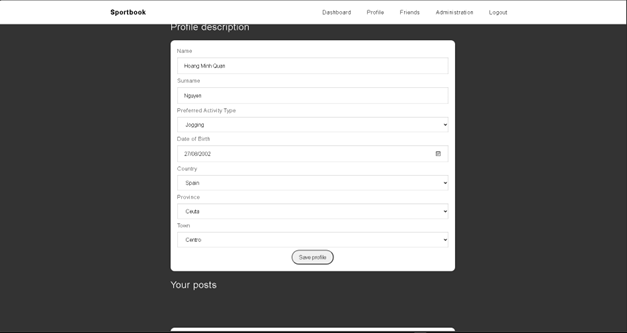 Sportbook Dashboard Profile Friends Administration Logout
Profile description
Name
Hoang Minh Quan
Surname
Nguyen
Preferred Activity Type
Jogging
Date of Birth
27/08/2002
Country
Spain
Province
Ceuta
Town
Centro
Save profile
Your posts